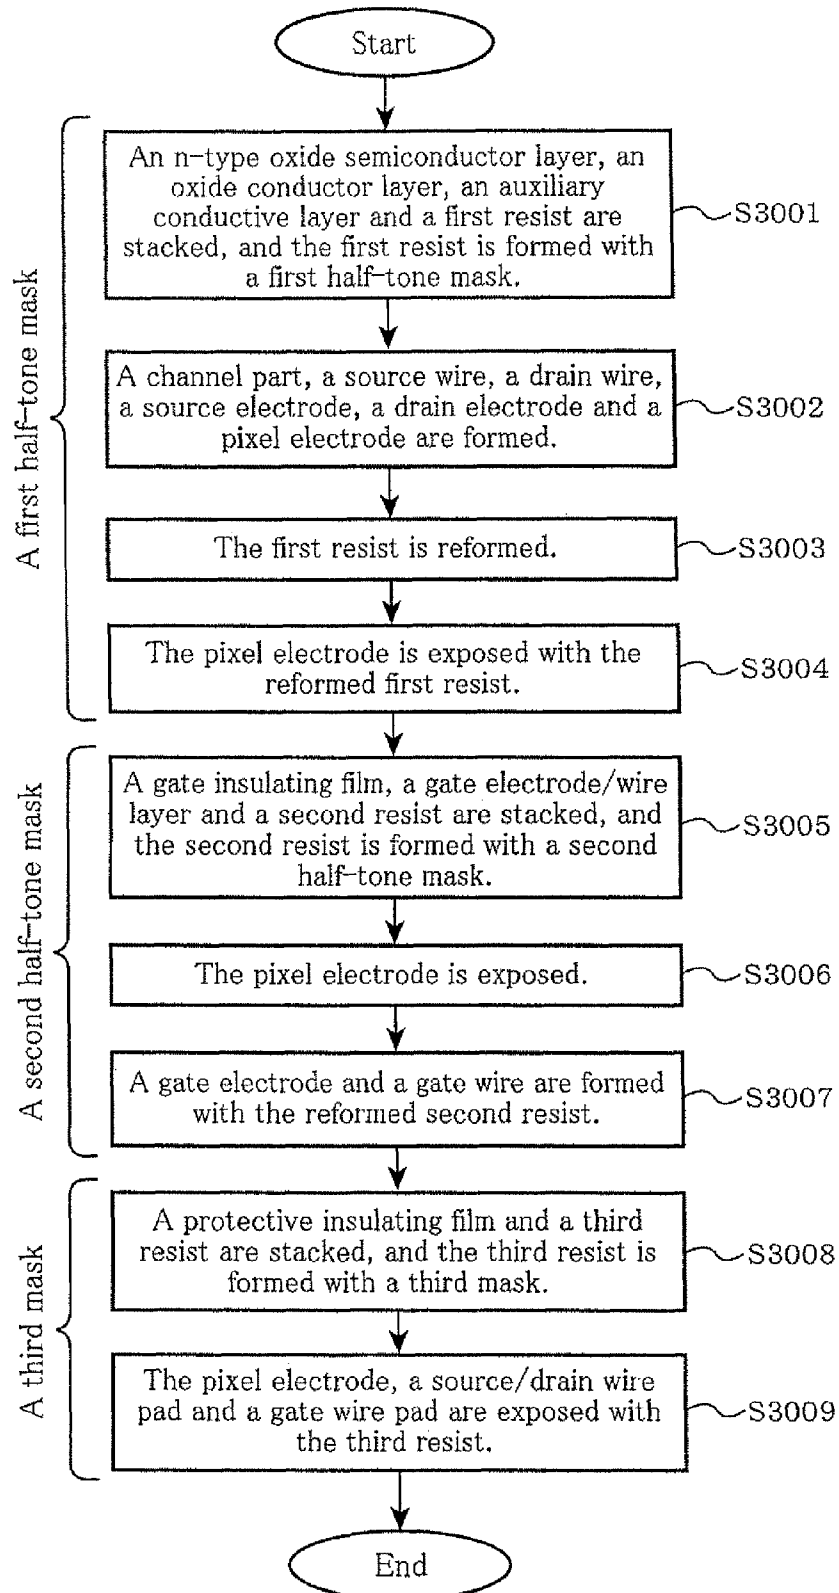 Start
A first half-tone mask
An n-type oxide semiconductor layer, an
oxide conductor layer, an auxiliary
conductive layer and a first resist are
stacked, and the first resist is formed with
a first half-tone mask.
S3001
A channel part, a source wire, a drain wire,
a source electrode, a drain electrode and a
pixel electrode are formed.
S3002
The first resist is reformed.
S3003
The pixel electrode is exposed with the
reformed first resist.
S3004
A second half-tone mask
A gate insulating film, a gate electrode/wire
layer and a second resist are stacked, and
the second resist is formed with a second
half-tone mask.
S3005
The pixel electrode is exposed.
S3006
A gate electrode and a gate wire are formed
with the reformed second resist.
S3007
A third mask
A protective insulating film and a third
resist are stacked, and the third resist is
formed with a third mask.
S3008
The pixel electrode, a source/drain wire
pad and a gate wire pad are exposed with
the third resist.
S3009
End